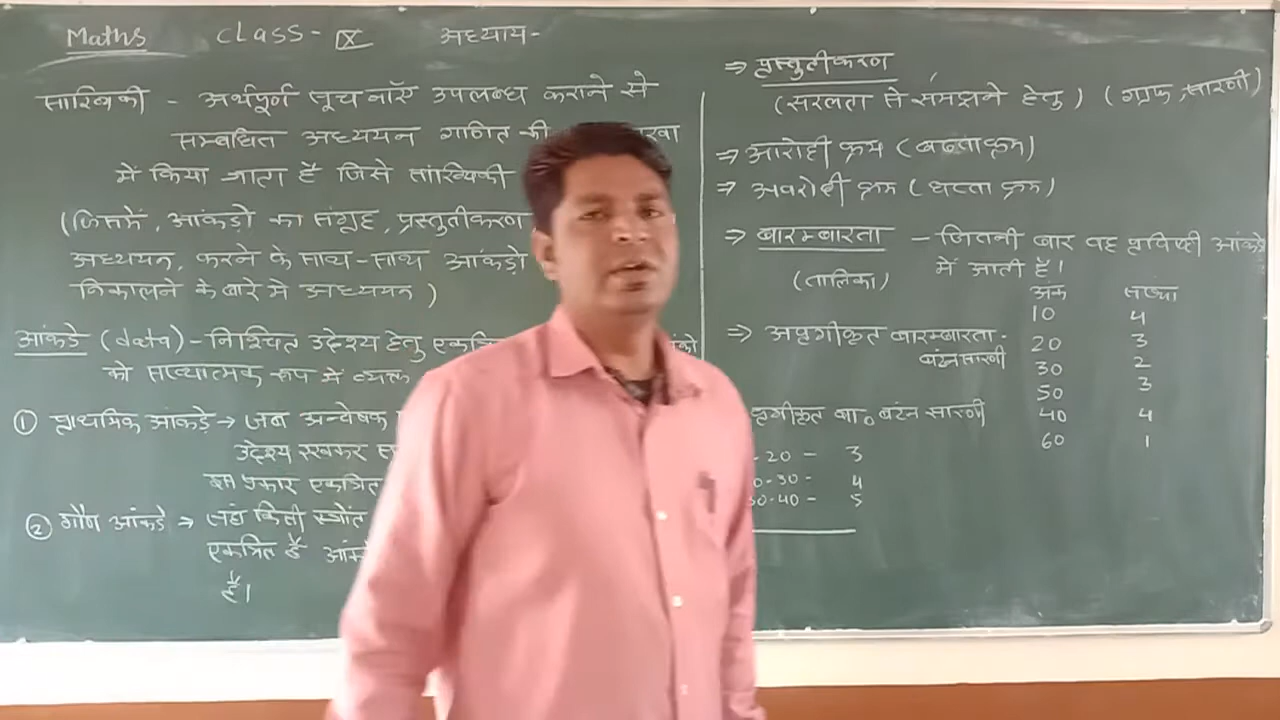 Maths class - IX अध्याय -
सांख्यिकी - अर्थपूर्ण सूचनाएँ उपलब्ध कराने से
सम्बंधित अध्ययन गणित की
में किया जाता है जिसे सांख्यिकी
(जिसमें, आंकड़ो का संग्रह, प्रस्तुतीकरण
अध्ययन, करने के साथ-साथ आंकड़ो
निकालने के बारे में अध्ययन)
आंकडे (data) - निश्चित उद्देश्य हेतु
को संख्यात्मक रूप में व्यक्त
① प्राथमिक आंकड़े → जब अन्वेषक
उद्देश्य रखकर
इस प्रकार एकत्रित
② गौण आंकडे → जहां किसी स्त्रोत
एकत्रित है
है।
⇒ प्रस्तुतीकरण
(सरलता से समझने हेतु) (ग्राफ, सारणी)
⇒ आरोही क्रम (बढताक्रम)
⇒ अवरोही क्रम (घटता क्रम)
⇒ बारम्बारता - जितनी बार वह प्रविष्टी आंकडे
में आती है।
(तालिका)
अंक संख्या
10 4
20 3
30 2
50 3
40 4
60 1
⇒ अवर्गीकृत बारम्बारता
बंटन सारणी
वर्गीकृत बा० बंटन सारणी
-20 - 3
0-30 - 4
30-40 - 5